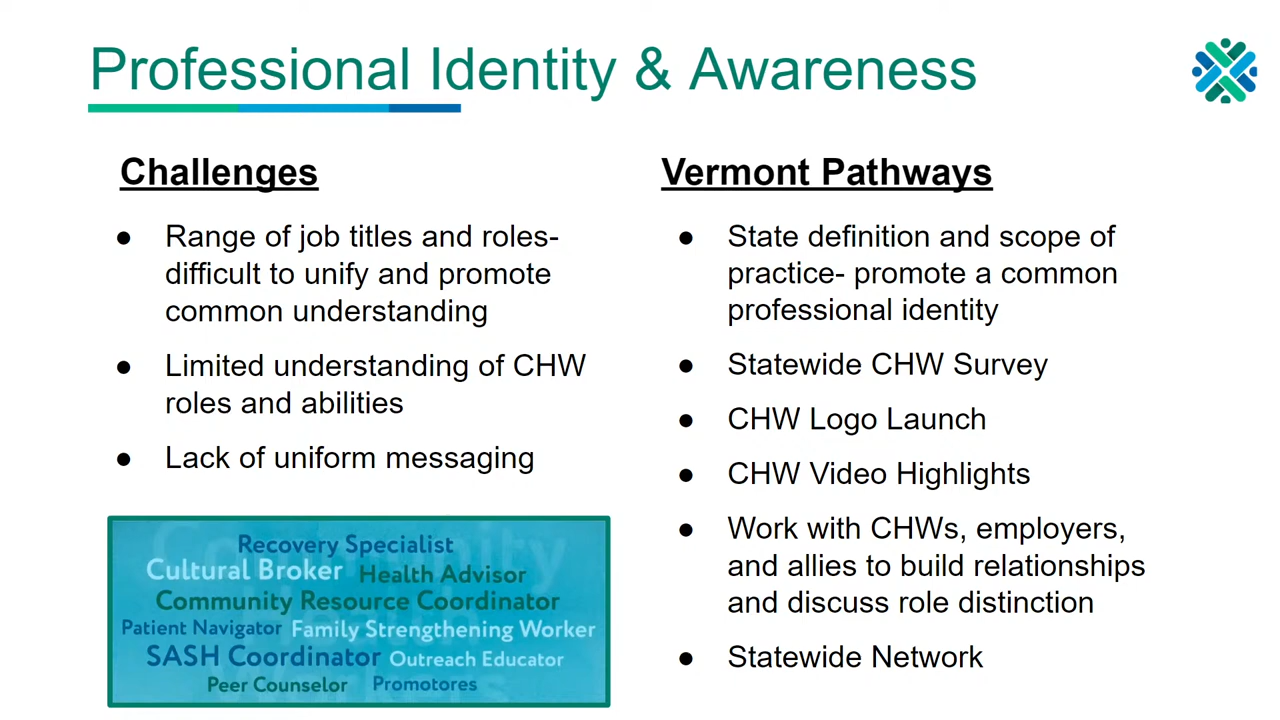 Professional Identity & Awareness
Challenges
● Range of job titles and roles-
difficult to unify and promote
common understanding
● Limited understanding of CHW
roles and abilities
● Lack of uniform messaging
Community
Health
Workers
Recovery Specialist
Cultural Broker Health Advisor
Community Resource Coordinator
Patient Navigator Family Strengthening Worker
SASH Coordinator Outreach Educator
Peer Counselor Promotores
Vermont Pathways
● State definition and scope of
practice- promote a common
professional identity
● Statewide CHW Survey
● CHW Logo Launch
● CHW Video Highlights
● Work with CHWs, employers,
and allies to build relationships
and discuss role distinction
● Statewide Network